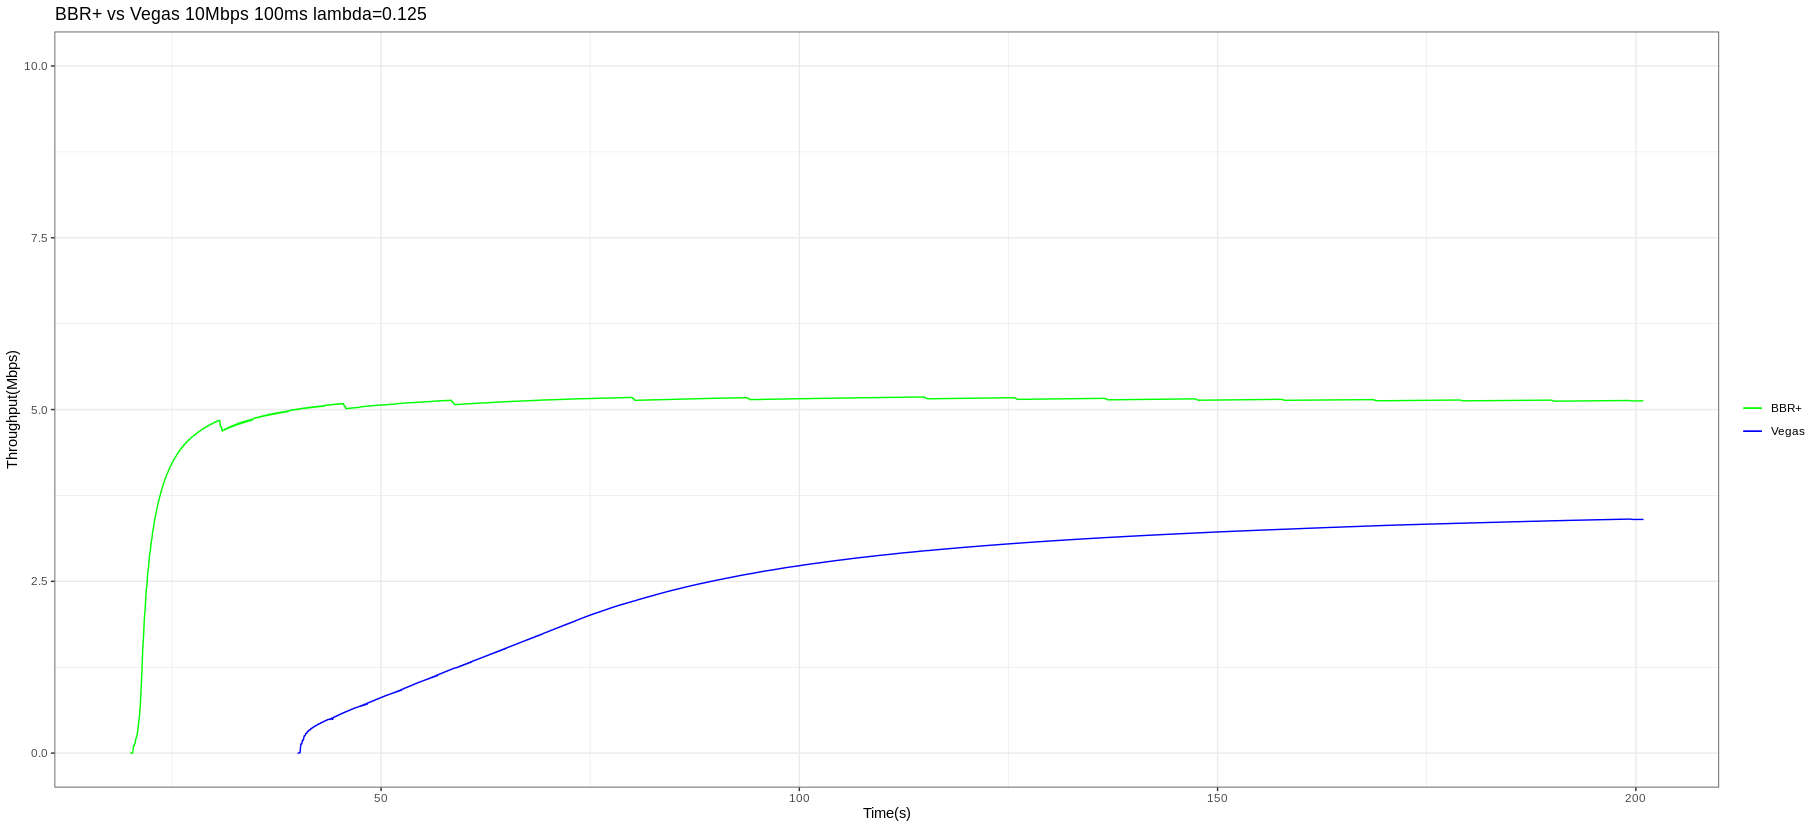 BBR+ vs Vegas 10Mbps 100ms lambda=0.125
10.0
7.5
5.0
2.5
0.0
Throughput(Mbps)
50
100
150
200
Time(s)
BBR+
Vegas